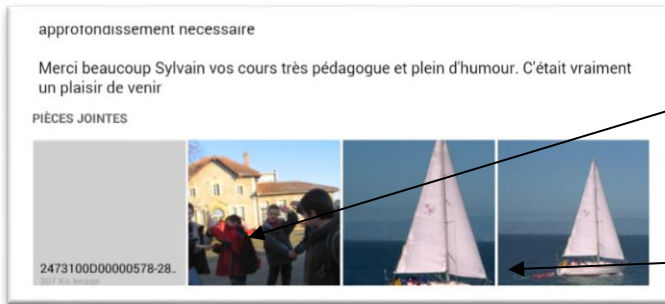 approfondissement necessaire
Merci beaucoup Sylvain vos cours très pédagogue et plein d'humour. C'était vraiment
un plaisir de venir
PIÈCES JOINTES
2473100D00000578-28..
307 Ko Image